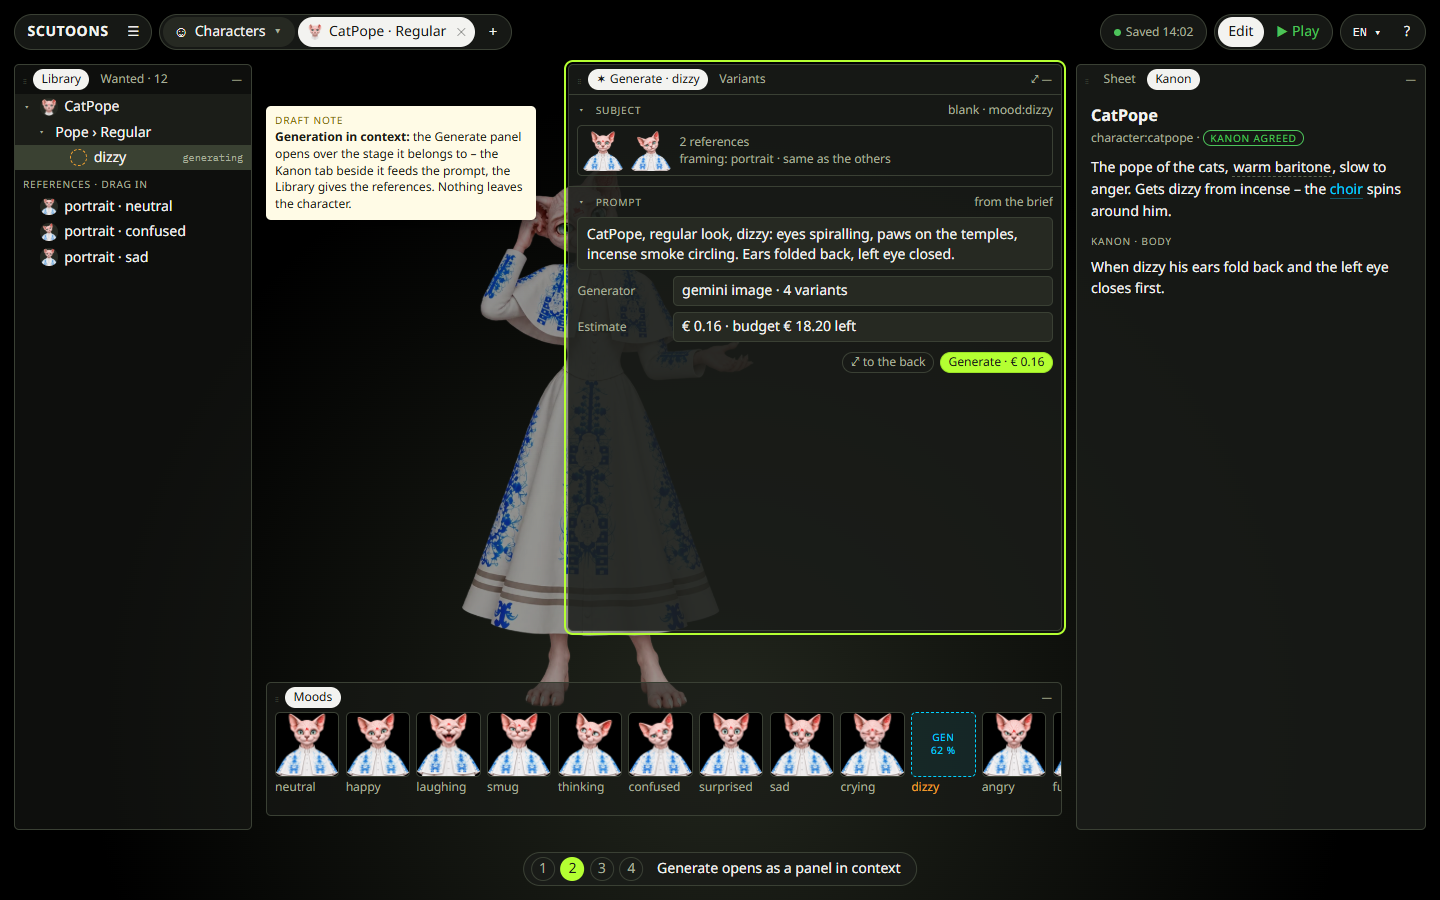 SCUTOONS
Characters
CatPope · Regular
+
Saved 14:02
Edit
Play
EN
?
Library
Wanted · 12
CatPope
Pope › Regular
dizzy
generating
REFERENCES · DRAG IN
portrait · neutral
portrait · confused
portrait · sad
DRAFT NOTE
Generation in context: the Generate panel
opens over the stage it belongs to – the
Kanon tab beside it feeds the prompt, the
Library gives the references. Nothing leaves
the character.
Generate · dizzy
Variants
SUBJECT
blank · mood:dizzy
2 references
framing: portrait · same as the others
PROMPT
from the brief
CatPope, regular look, dizzy: eyes spiralling, paws on the temples,
incense smoke circling. Ears folded back, left eye closed.
Generator
gemini image · 4 variants
Estimate
€ 0.16 · budget € 18.20 left
to the back
Generate · € 0.16
Sheet
Kanon
CatPope
character:catpope ·
KANON AGREED
The pope of the cats, warm baritone, slow to
anger. Gets dizzy from incense – the choir spins
around him.
KANON · BODY
When dizzy his ears fold back and the left eye
closes first.
Moods
GEN
62 %
neutral
happy
laughing
smug
thinking
confused
surprised
sad
crying
dizzy
angry
1
2
3
4
Generate opens as a panel in context